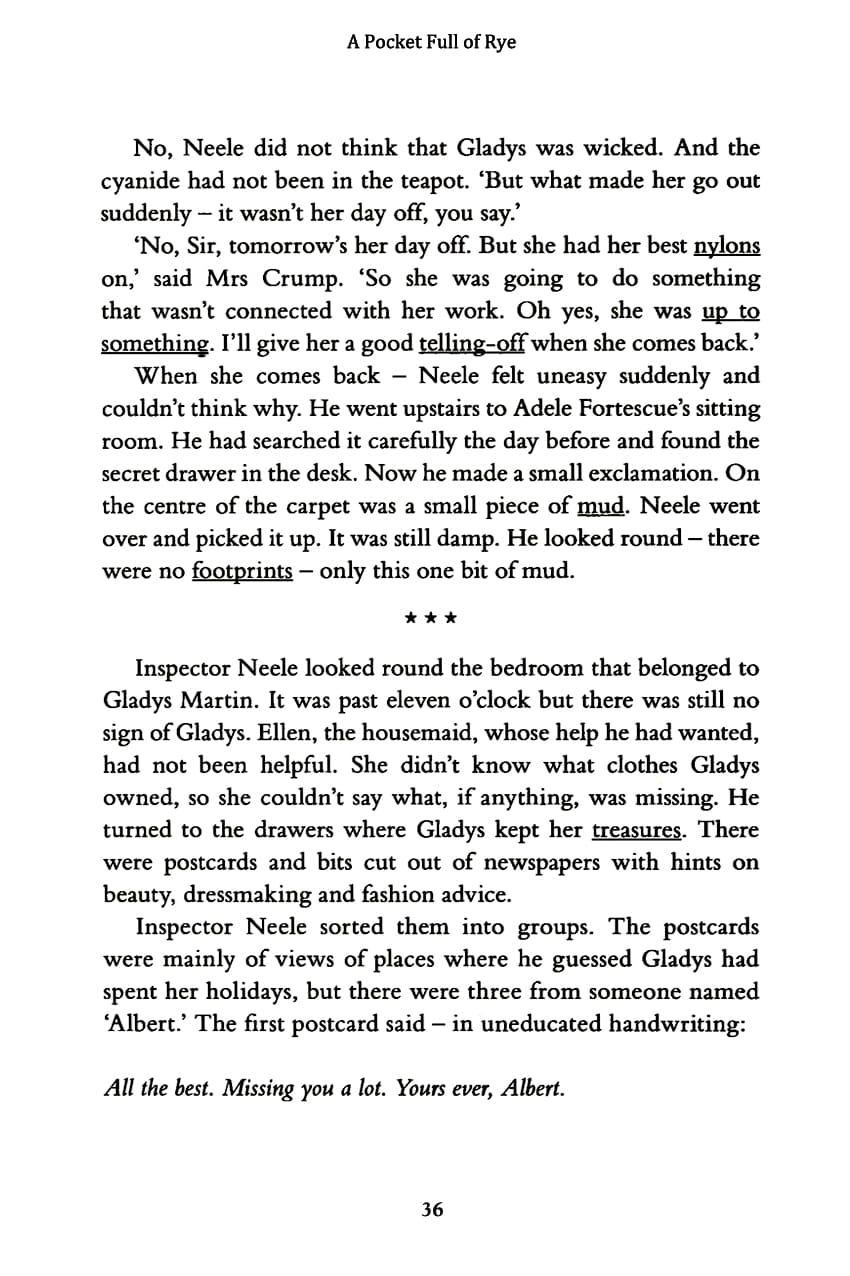 A Pocket Full of Rye
No, Neele did not think that Gladys was wicked. And the
cyanide had not been in the teapot. ‘But what made her go out
suddenly – it wasn’t her day off, you say.’
‘No, Sir, tomorrow’s her day off. But she had her best nylons
on,’ said Mrs Crump. ‘So she was going to do something
that wasn’t connected with her work. Oh yes, she was up to
something. I’ll give her a good telling-off when she comes back.’
When she comes back – Neele felt uneasy suddenly and
couldn’t think why. He went upstairs to Adele Fortescue’s sitting
room. He had searched it carefully the day before and found the
secret drawer in the desk. Now he made a small exclamation. On
the centre of the carpet was a small piece of mud. Neele went
over and picked it up. It was still damp. He looked round – there
were no footprints – only this one bit of mud.
★ ★ ★
Inspector Neele looked round the bedroom that belonged to
Gladys Martin. It was past eleven o’clock but there was still no
sign of Gladys. Ellen, the housemaid, whose help he had wanted,
had not been helpful. She didn’t know what clothes Gladys
owned, so she couldn’t say what, if anything, was missing. He
turned to the drawers where Gladys kept her treasures. There
were postcards and bits cut out of newspapers with hints on
beauty, dressmaking and fashion advice.
Inspector Neele sorted them into groups. The postcards
were mainly of views of places where he guessed Gladys had
spent her holidays, but there were three from someone named
‘Albert.’ The first postcard said – in uneducated handwriting:
All the best. Missing you a lot. Yours ever, Albert.
36